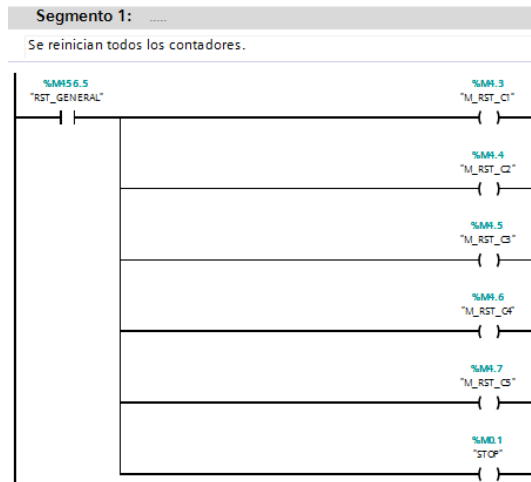 Segmento 1: .....
Se reinician todos los contadores.
%M456.5
"RST_GENERAL"
%M4.3
"M_RST_C1"
%M4.4
"M_RST_C2"
%M4.5
"M_RST_C3"
%M4.6
"M_RST_C4"
%M4.7
"M_RST_C5"
%M0.1
"STOP"